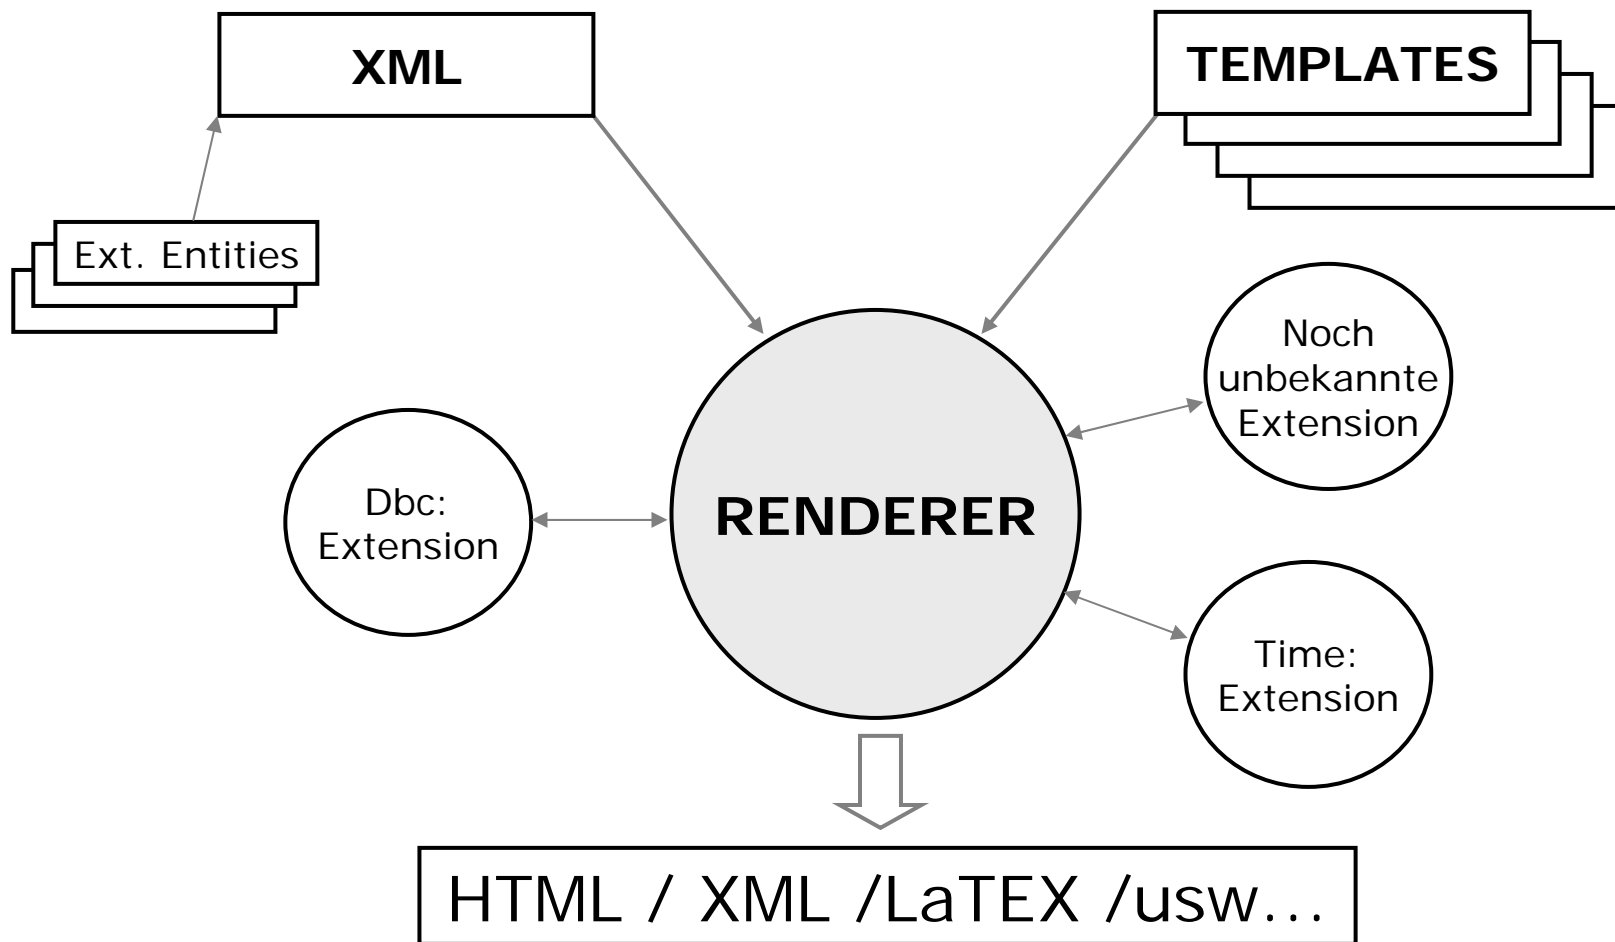 XML
TEMPLATES
Ext. Entities
Noch
unbekannte
Extension
Dbc:
Extension
RENDERER
Time:
Extension
HTML / XML /LaTEX /usw...